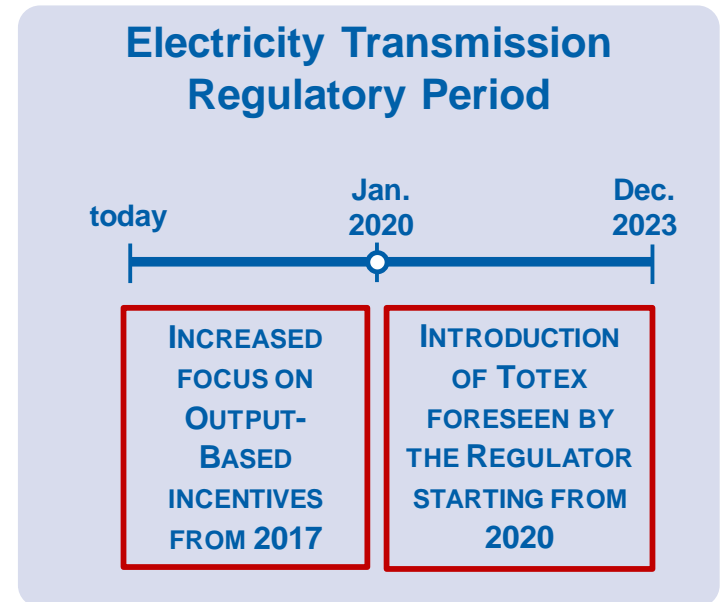 Electricity Transmission
Regulatory Period
today
Jan.
2020
Dec.
2023
INCREASED
FOCUS ON
OUTPUT-
BASED
INCENTIVES
FROM 2017
INTRODUCTION
OF TOTEX
FORESEEN BY
THE REGULATOR
STARTING FROM
2020